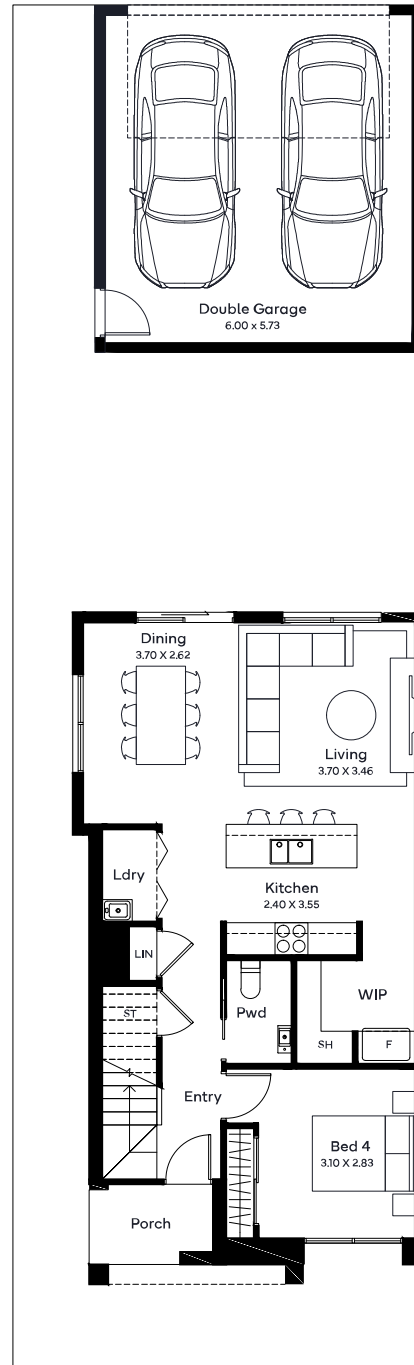 Double Garage
6.00 x 5.73
Dining
3.70 X 2.62
Living
3.70 X 3.46
Ldry
Kitchen
2.40 X 3.55
LIN
WIP
ST
Pwd
SH
F
Entry
Bed 4
3.10 X 2.83
Porch